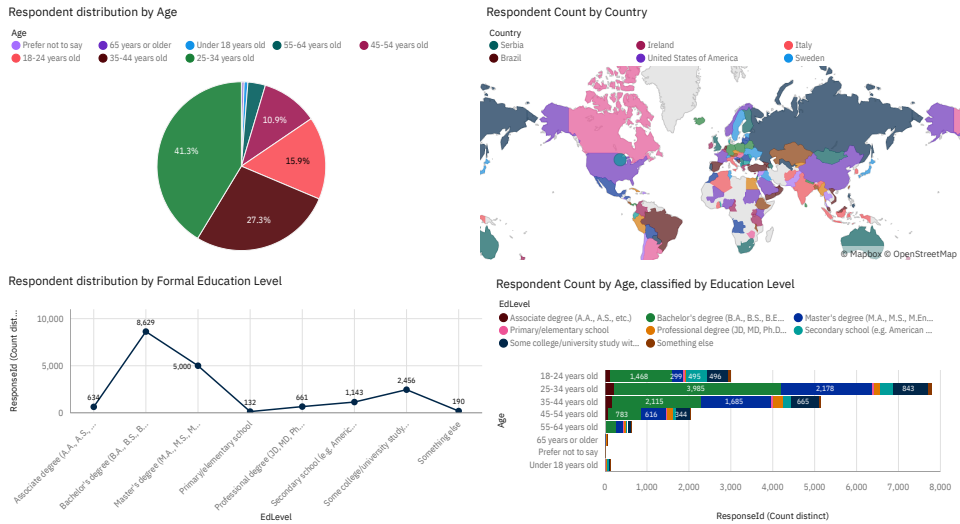 Respondent distribution by Age
Age
Prefer not to say 65 years or older Under 18 years old 55-64 years old 45-54 years old
18-24 years old 35-44 years old 25-34 years old
10.9%
41.3%
15.9%
27.3%
Respondent Count by Country
Country
Serbia Ireland Italy
Brazil United States of America Sweden
© Mapbox © OpenStreetMap
Respondent distribution by Formal Education Level
ResponseId (Count dist...
10,000
5,000
0
634
8,629
5,000
132
661
1,143
2,456
190
Associate degree (A.A., A.S., ...
Bachelor's degree (B.A., B.S., B...
Master's degree (M.A., M.S., M...
Primary/elementary school
Professional degree (JD, MD, Ph...
Secondary school (e.g. Americ...
Some college/university study...
Something else
EdLevel
Respondent Count by Age, classified by Education Level
EdLevel
Associate degree (A.A., A.S., etc.) Bachelor's degree (B.A., B.S., B.E... Master's degree (M.A., M.S., M.En...
Primary/elementary school Professional degree (JD, MD, Ph.D... Secondary school (e.g. American ...
Some college/university study wit... Something else
Age
18-24 years old 1,468 299 495 496
25-34 years old 3,985 2,178 843
35-44 years old 2,115 1,685 665
45-54 years old 783 616 344
55-64 years old
65 years or older
Prefer not to say
Under 18 years old
0 1,000 2,000 3,000 4,000 5,000 6,000 7,000 8,000
ResponseId (Count distinct)